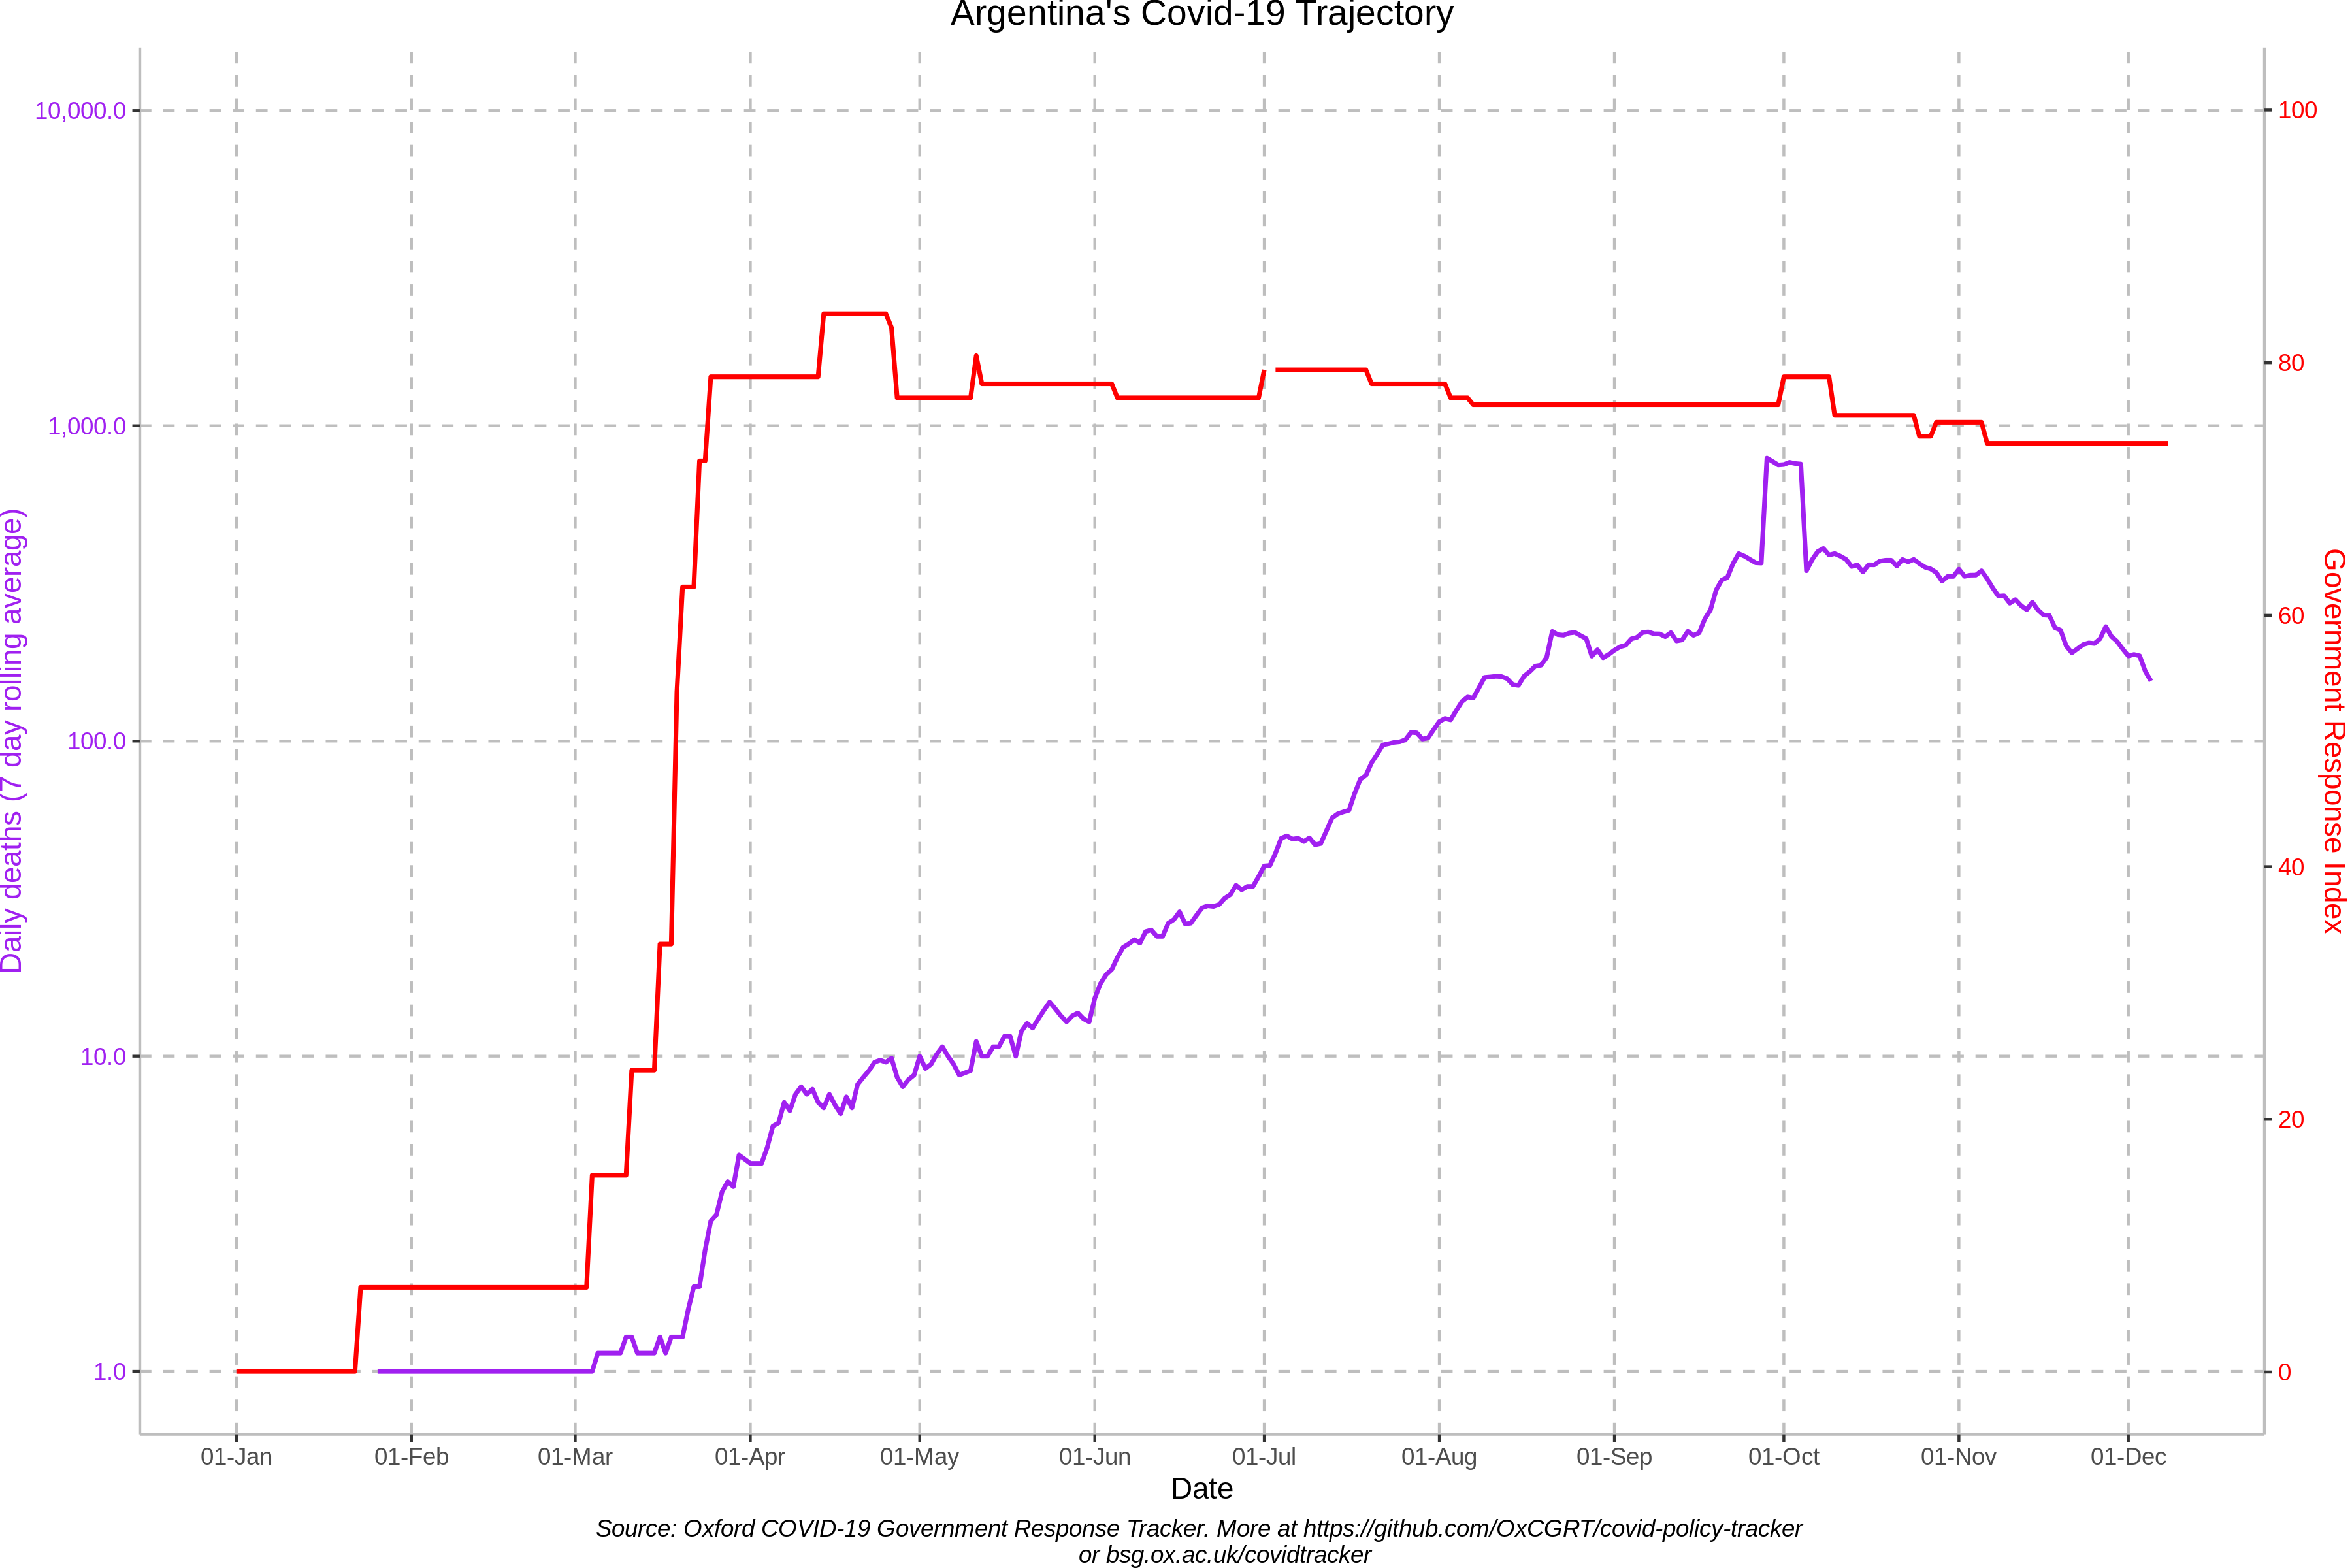 Argentina's Covid-19 Trajectory
10,000.0
1,000.0
100.0
10.0
1.0
Daily deaths (7 day rolling average)
100
80
60
40
20
0
Government Response Index
01-Jan 01-Feb 01-Mar 01-Apr 01-May 01-Jun 01-Jul 01-Aug 01-Sep 01-Oct 01-Nov 01-Dec
Date
Source: Oxford COVID-19 Government Response Tracker. More at https://github.com/OxCGRT/covid-policy-tracker
or bsg.ox.ac.uk/covidtracker